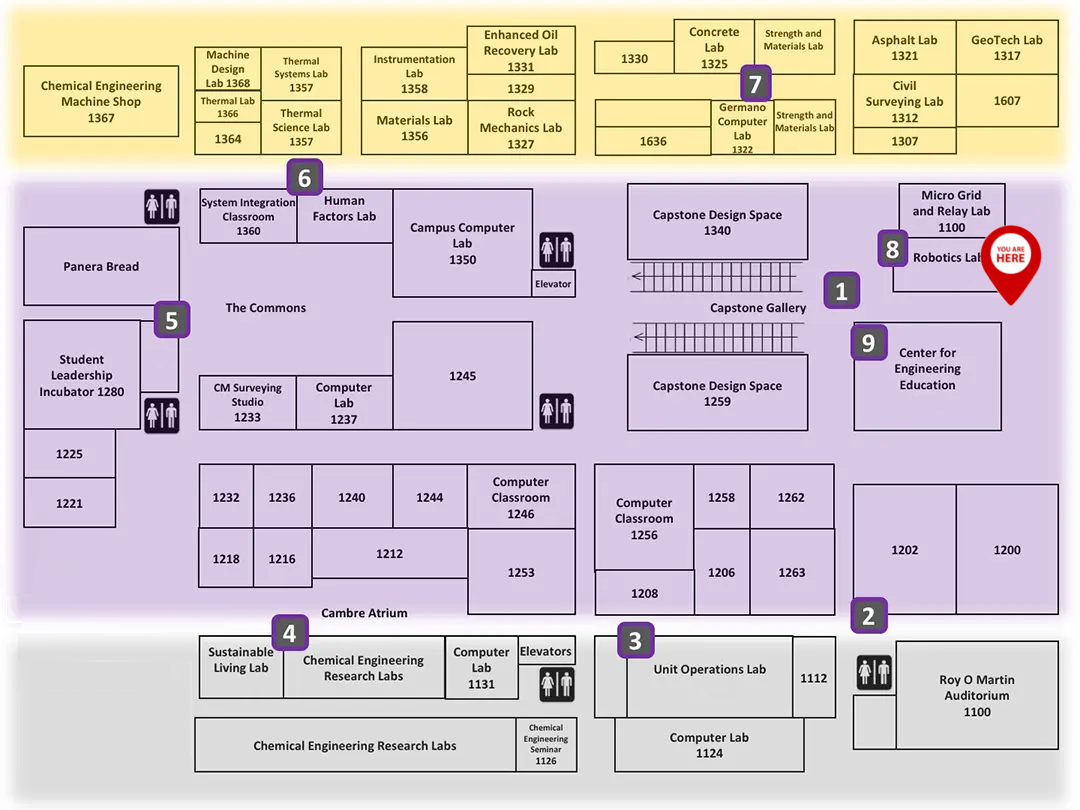 Chemical Engineering
Machine Shop
1367
Machine
Design
Lab 1368
Thermal
Systems Lab
1357
Thermal Lab
1366
1364
Thermal
Science Lab
1357
Instrumentation
Lab
1358
Materials Lab
1356
Enhanced Oil
Recovery Lab
1331
1329
Rock
Mechanics Lab
1327
1330
Concrete
Lab
1325
Strength and
Materials Lab
7
1636
Germano
Computer
Lab
1322
Strength and
Materials Lab
Asphalt Lab
1321
GeoTech Lab
1317
Civil
Surveying Lab
1312
1607
1307
6
System Integration
Classroom
1360
Human
Factors Lab
Campus Computer
Lab
1350
Elevator
Panera Bread
The Commons
5
Student
Leadership
Incubator 1280
CM Surveying
Studio
1233
Computer
Lab
1237
1245
1225
1221
Capstone Design Space
1340
Capstone Gallery
1
Capstone Design Space
1259
Micro Grid
and Relay Lab
1100
8
Robotics Lab
YOU ARE
HERE
9
Center for
Engineering
Education
1232
1236
1240
1244
Computer
Classroom
1246
1218
1216
1212
1253
Computer
Classroom
1256
1258
1262
1208
1206
1263
1202
1200
2
Cambre Atrium
4
Sustainable
Living Lab
Chemical Engineering
Research Labs
Computer
Lab
1131
Elevators
3
Unit Operations Lab
1112
Roy O Martin
Auditorium
1100
Chemical Engineering Research Labs
Chemical
Engineering
Seminar
1126
Computer Lab
1124